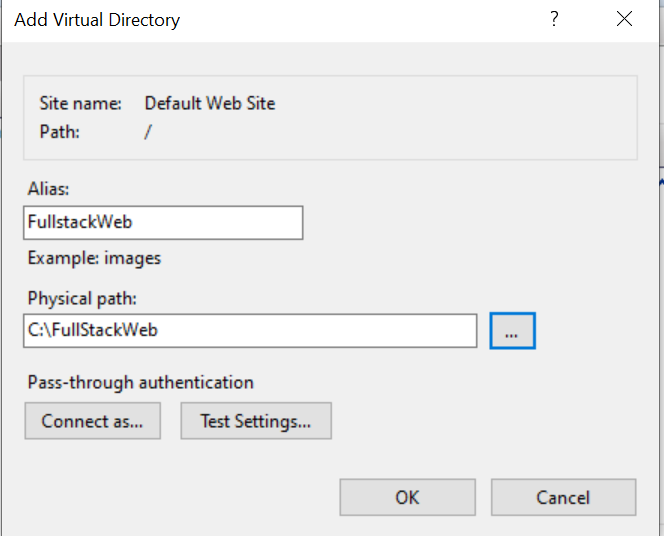 Add Virtual Directory ? ×
Site name: Default Web Site
Path: /
Alias:
FullstackWeb
Example: images
Physical path:
C:\FullStackWeb ...
Pass-through authentication
Connect as... Test Settings...
OK Cancel